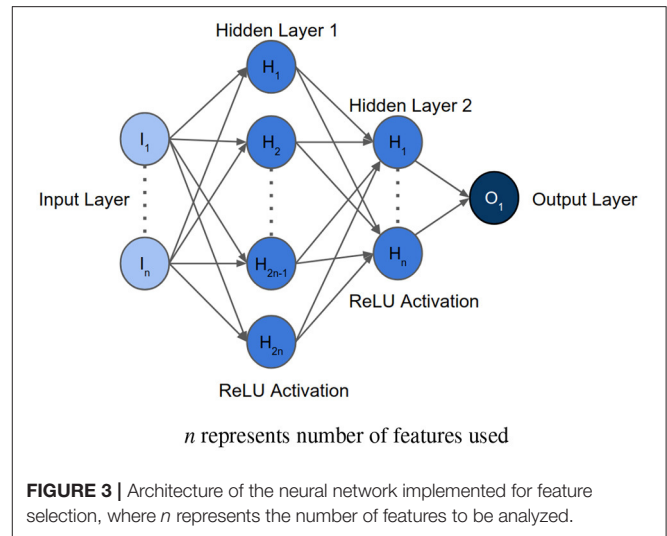 Hidden Layer 1
H1
Hidden Layer 2
I1
H2
H1
Input Layer
O1
Output Layer
In
H2n-1
Hn
ReLU Activation
H2n
ReLU Activation
n represents number of features used
FIGURE 3 | Architecture of the neural network implemented for feature
selection, where n represents the number of features to be analyzed.